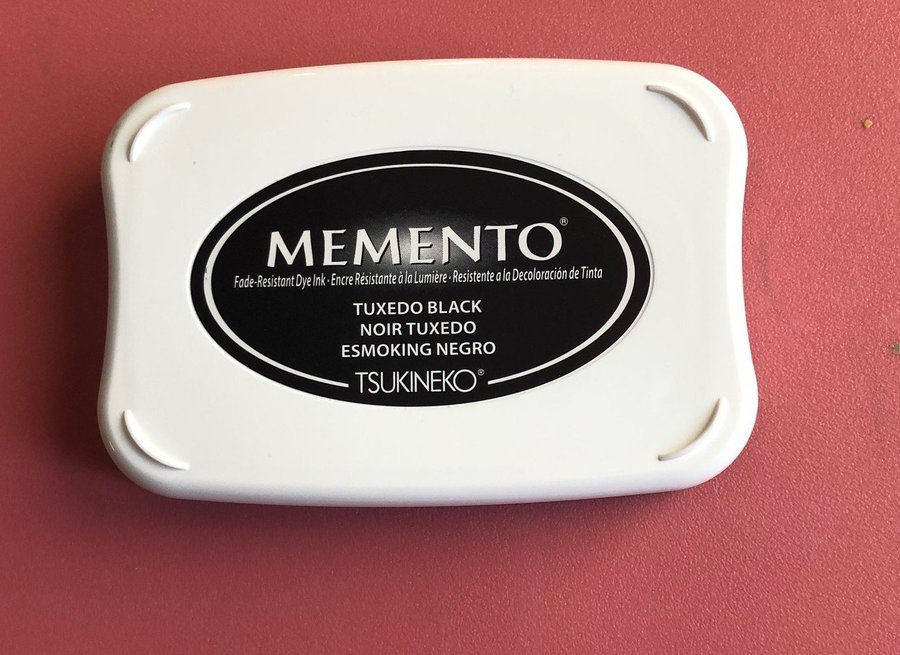 MEMENTO®
Fade-Resistant Dye Ink · Encre Résistante à la Lumière · Resistente a la Decoloración de Tinta
TUXEDO BLACK
NOIR TUXEDO
ESMOKING NEGRO
TSUKINEKO®